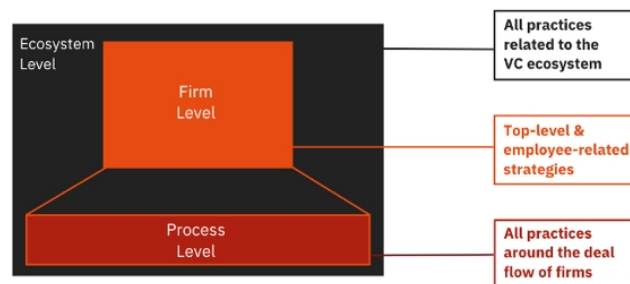 Ecosystem
Level
Firm
Level
Process
Level
All practices
related to the
VC ecosystem
Top-level &
employee-related
strategies
All practices
around the deal
flow of firms